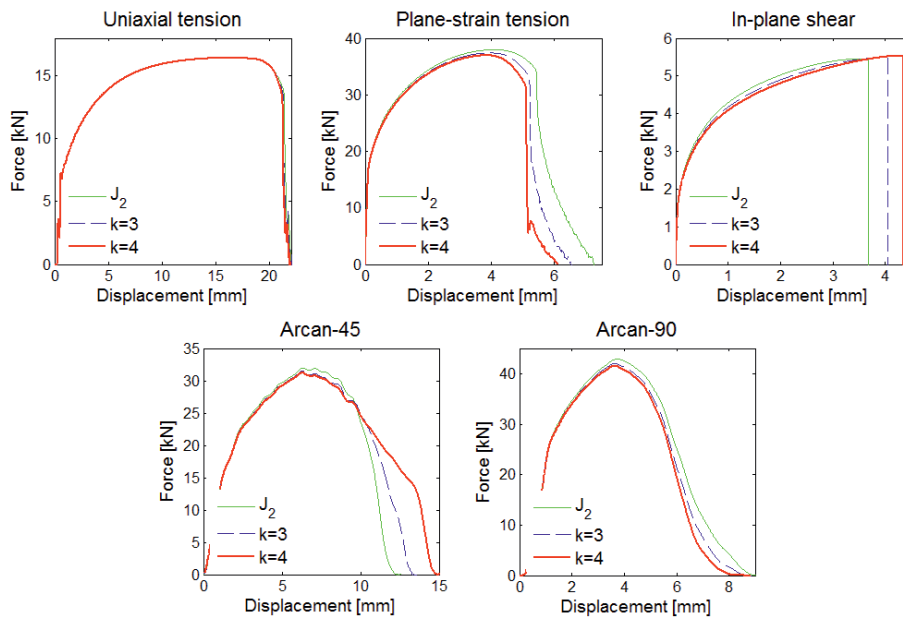 Uniaxial tension
Force [kN]
15
10
5
0
J2
k=3
k=4
0 5 10 15 20
Displacement [mm]
Plane-strain tension
Force [kN]
40
30
20
10
0
J2
k=3
k=4
0 2 4 6
Displacement [mm]
In-plane shear
Force [kN]
6
5
4
3
2
1
0
J2
k=3
k=4
0 1 2 3 4
Displacement [mm]
Arcan-45
Force [kN]
35
30
25
20
15
10
5
0
J2
k=3
k=4
0 5 10 15
Displacement [mm]
Arcan-90
Force [kN]
40
30
20
10
0
J2
k=3
k=4
0 2 4 6 8
Displacement [mm]